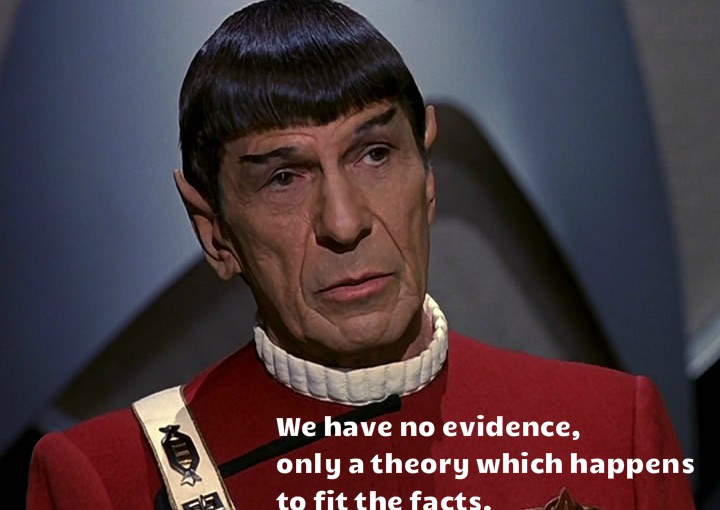 We have no evidence,
only a theory which happens
to fit the facts.